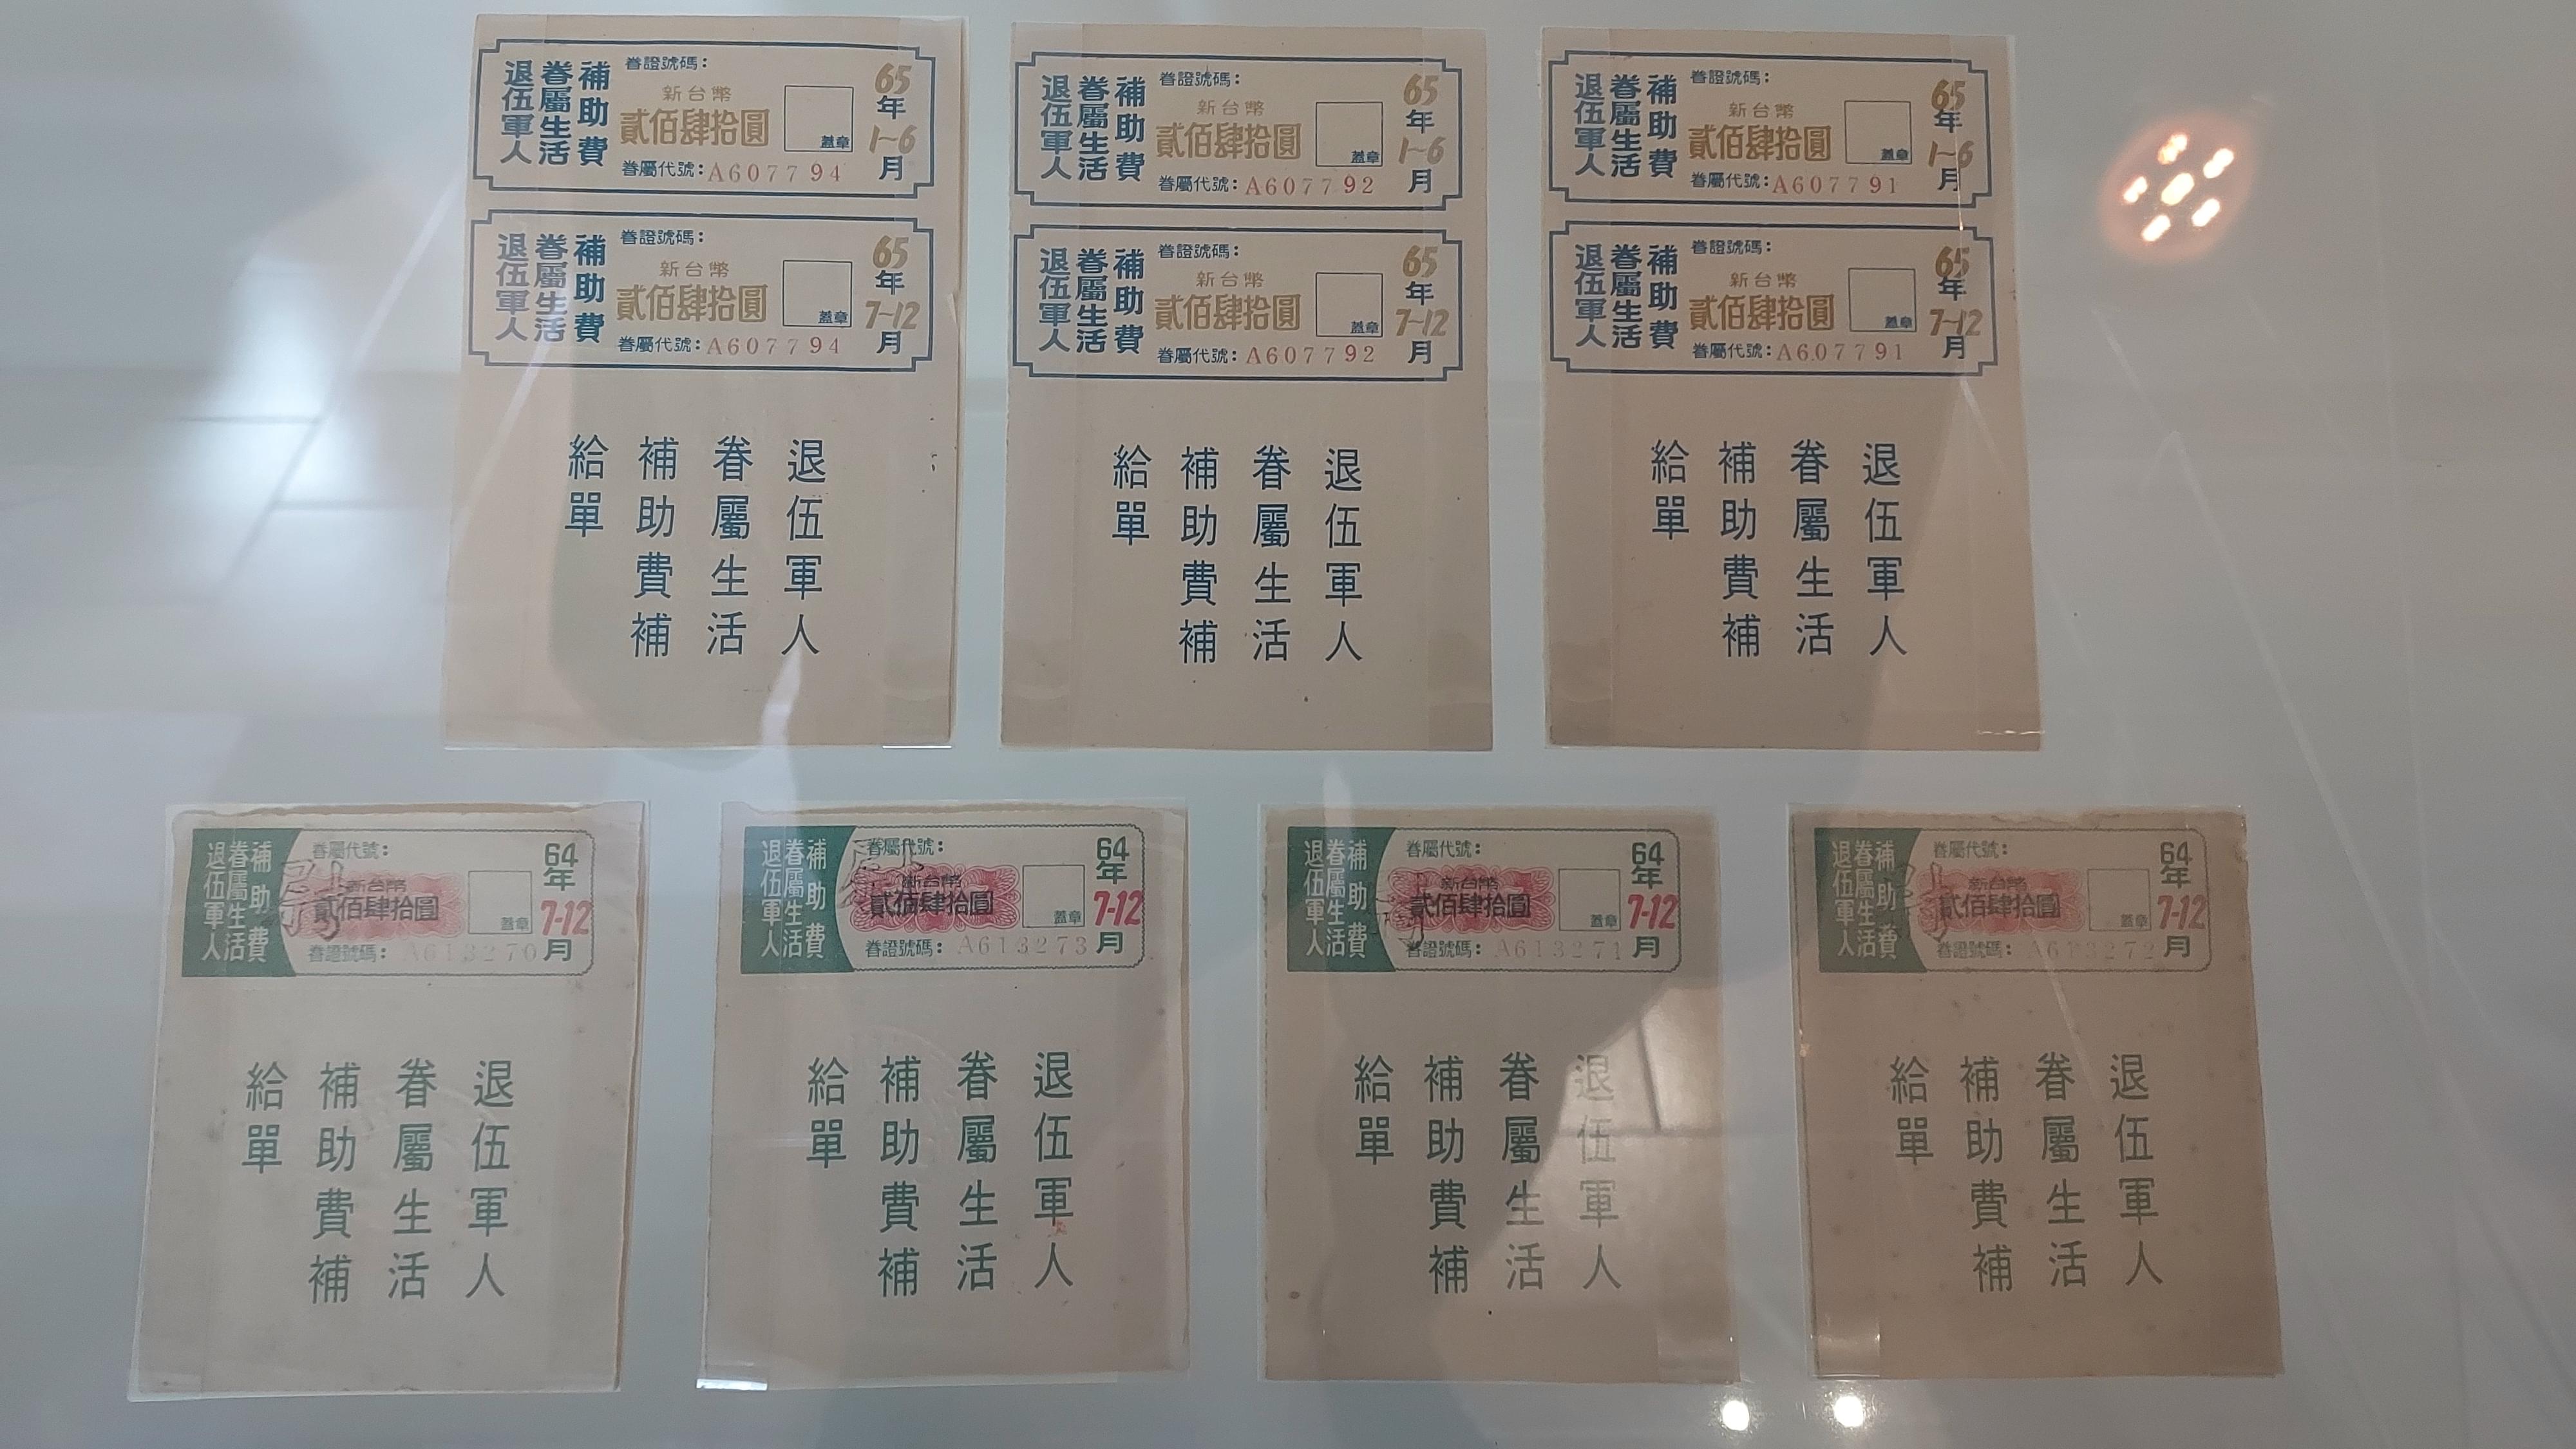 退伍軍人
眷屬生活
補助費
眷證號碼：
新台幣
貳佰肆拾圓
蓋章
眷屬代號：A607794
65年1~6月
退伍軍人
眷屬生活
補助費
眷證號碼：
新台幣
貳佰肆拾圓
蓋章
眷屬代號：A607794
65年7~12月
退伍軍人
眷屬生活
補助費補
給單
退伍軍人
眷屬生活
補助費
眷證號碼：
新台幣
貳佰肆拾圓
蓋章
眷屬代號：A607792
65年1~6月
退伍軍人
眷屬生活
補助費
眷證號碼：
新台幣
貳佰肆拾圓
蓋章
眷屬代號：A607792
65年7~12月
退伍軍人
眷屬生活
補助費補
給單
退伍軍人
眷屬生活
補助費
眷證號碼：
新台幣
貳佰肆拾圓
蓋章
眷屬代號：A607791
65年1~6月
退伍軍人
眷屬生活
補助費
眷證號碼：
新台幣
貳佰肆拾圓
蓋章
眷屬代號：A607791
65年7~12月
退伍軍人
眷屬生活
補助費補
給單
退伍軍人
眷屬生活
補助費
眷屬代號：
新台幣
貳佰肆拾圓
蓋章
眷證號碼：A613270
64年7-12月
退伍軍人
眷屬生活
補助費補
給單
退伍軍人
眷屬生活
補助費
眷屬代號：
新台幣
貳佰肆拾圓
蓋章
眷證號碼：A613273
64年7-12月
退伍軍人
眷屬生活
補助費補
給單
退伍軍人
眷屬生活
補助費
眷屬代號：
新台幣
貳佰肆拾圓
蓋章
眷證號碼：A613271
64年7-12月
退伍軍人
眷屬生活
補助費補
給單
退伍軍人
眷屬生活
補助費
眷屬代號：
新台幣
貳佰肆拾圓
蓋章
眷證號碼：A613272
64年7-12月
退伍軍人
眷屬生活
補助費補
給單